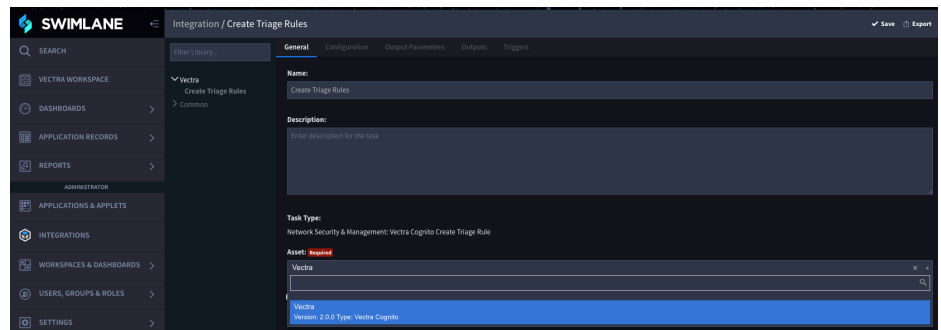 SWIMLANE
Integration / Create Triage Rules
Save
Export
SEARCH
VECTRA WORKSPACE
DASHBOARDS
APPLICATION RECORDS
REPORTS
ADMINISTRATOR
APPLICATIONS & APPLETS
INTEGRATIONS
WORKSPACES & DASHBOARDS
USERS, GROUPS & ROLES
SETTINGS
Filter Library...
Vectra
Create Triage Rules
Common
General Configuration Output Parameters Outputs Triggers
Name:
Create Triage Rules
Description:
Enter description for the task
Task Type:
Network Security & Management: Vectra Cognito Create Triage Rule
Asset: Required
Vectra
Vectra
Version: 2.0.0 Type: Vectra Cognito